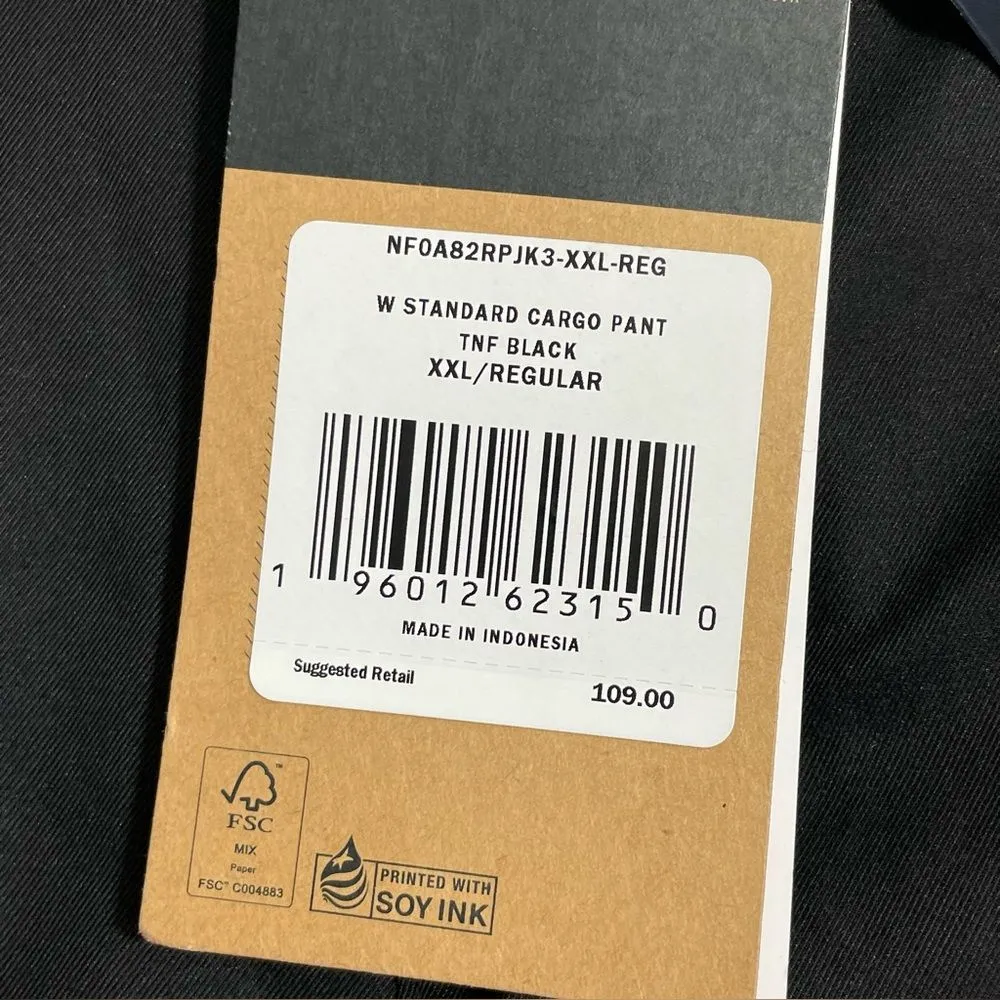 NF0A82RPJK3-XXL-REG
W STANDARD CARGO PANT
TNF BLACK
XXL/REGULAR
1 96012 62315 0
MADE IN INDONESIA
Suggested Retail 109.00
FSC™
MIX
Paper
FSC™ C004883
PRINTED WITH
SOY INK